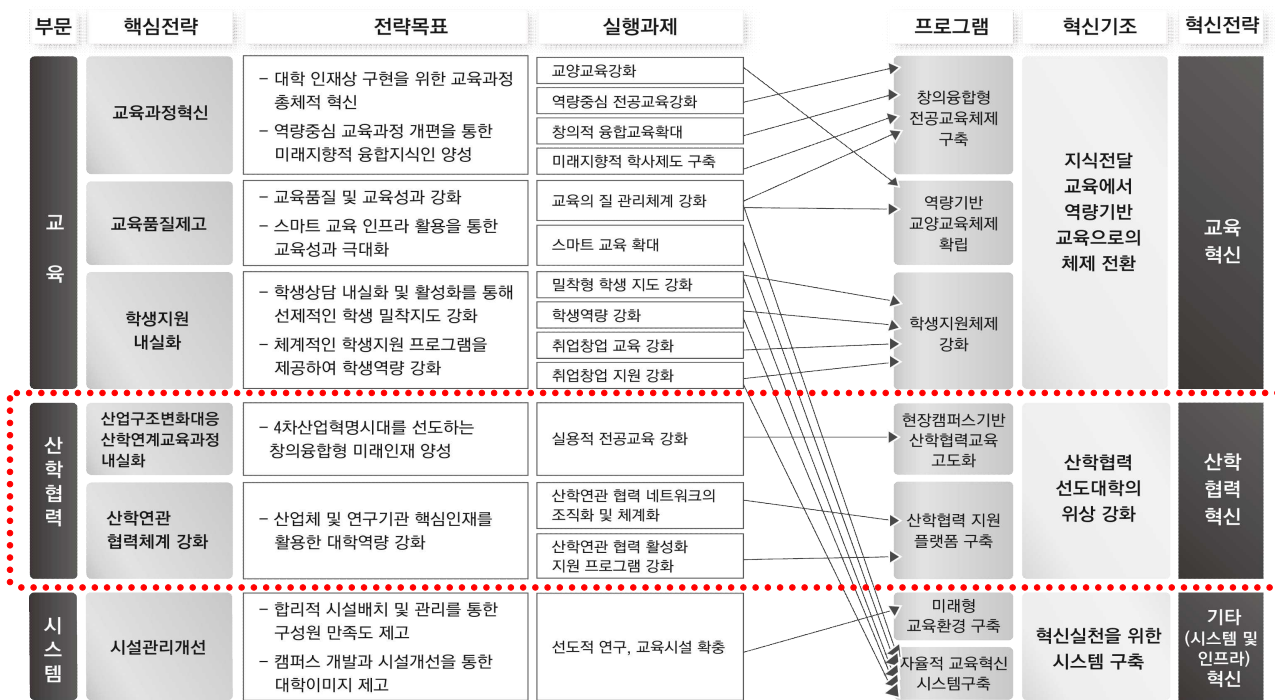 부문
핵심전략
전략목표
실행과제
프로그램
혁신기조
혁신전략
교
육
교육과정혁신
– 대학 인재상 구현을 위한 교육과정
총체적 혁신
– 역량중심 교육과정 개편을 통한
미래지향적 융합지식인 양성
교양교육강화
역량중심 전공교육강화
창의적 융합교육확대
미래지향적 학사제도 구축
교육품질제고
– 교육품질 및 교육성과 강화
– 스마트 교육 인프라 활용을 통한
교육성과 극대화
교육의 질 관리체계 강화
스마트 교육 확대
학생지원
내실화
– 학생상담 내실화 및 활성화를 통해
선제적인 학생 밀착지도 강화
– 체계적인 학생지원 프로그램을
제공하여 학생역량 강화
밀착형 학생 지도 강화
학생역량 강화
취업창업 교육 강화
취업창업 지원 강화
창의융합형
전공교육체제
구축
역량기반
교양교육체제
확립
학생지원체제
강화
지식전달
교육에서
역량기반
교육으로의
체제 전환
교육
혁신
산
학
협
력
산업구조변화대응
산학연계교육과정
내실화
– 4차산업혁명시대를 선도하는
창의융합형 미래인재 양성
실용적 전공교육 강화
산학연관
협력체계 강화
– 산업체 및 연구기관 핵심인재를
활용한 대학역량 강화
산학연관 협력 네트워크의
조직화 및 체계화
산학연관 협력 활성화
지원 프로그램 강화
현장캠퍼스기반
산학협력교육
고도화
산학협력 지원
플랫폼 구축
산학협력
선도대학의
위상 강화
산학
협력
혁신
시
스
템
시설관리개선
– 합리적 시설배치 및 관리를 통한
구성원 만족도 제고
– 캠퍼스 개발과 시설개선을 통한
대학이미지 제고
선도적 연구, 교육시설 확충
미래형
교육환경 구축
자율적 교육혁신
시스템구축
혁신실천을 위한
시스템 구축
기타
(시스템 및
인프라)
혁신